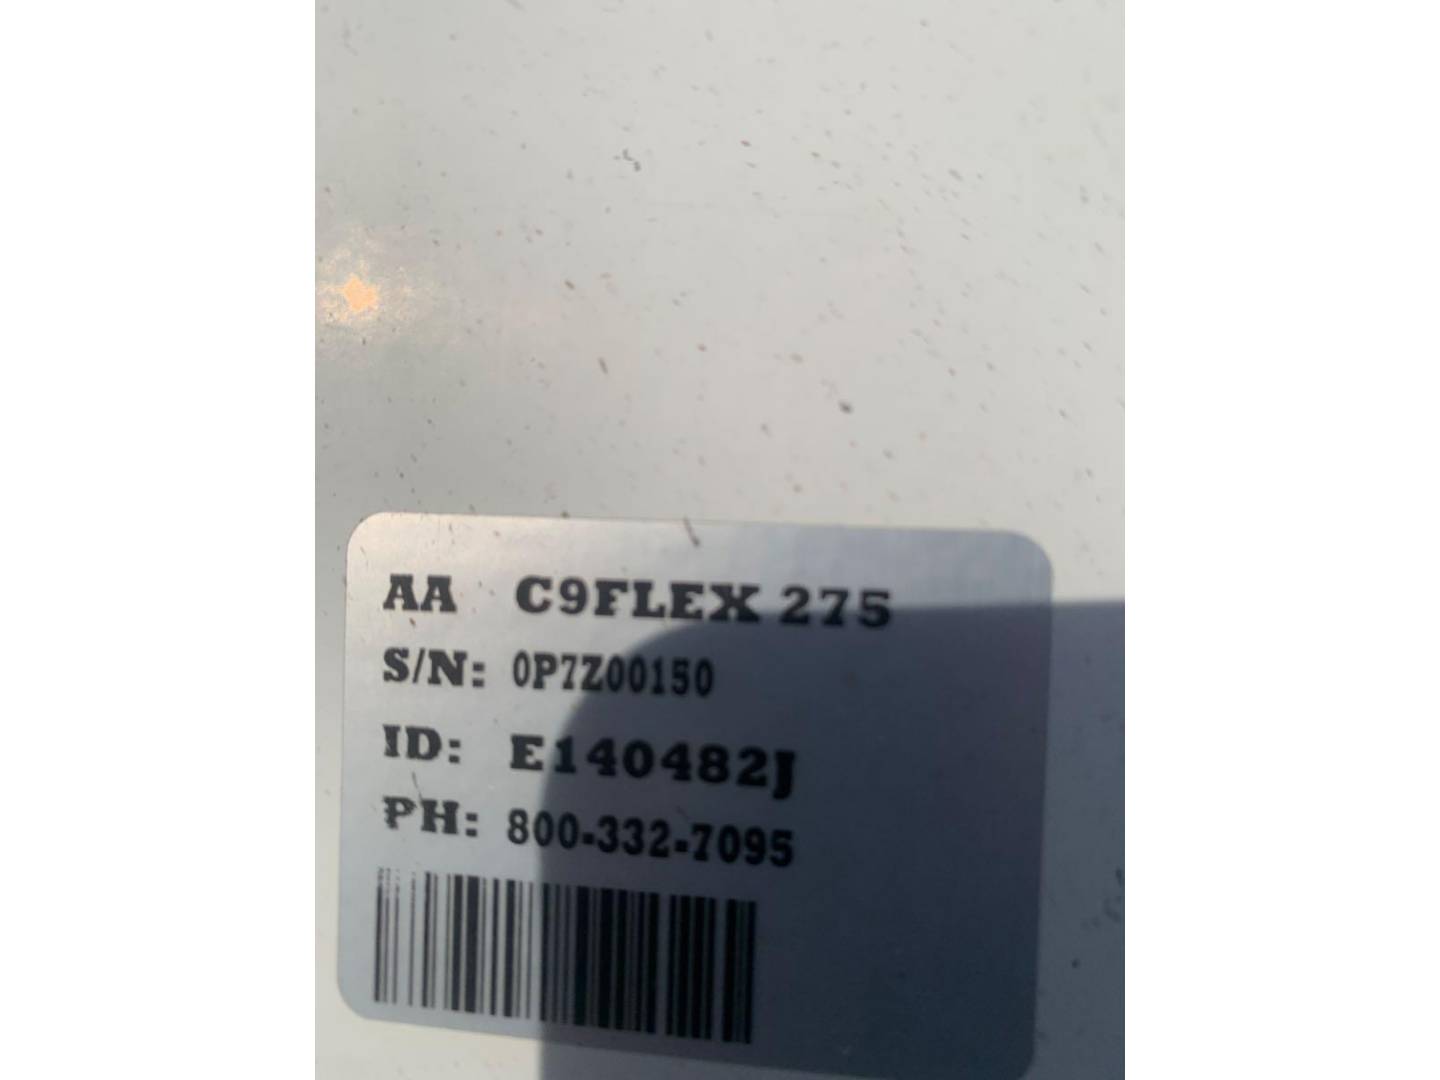 AA C9FLEX 275
S/N: 0P7Z00150
ID: E140482J
PH: 800-332-7095